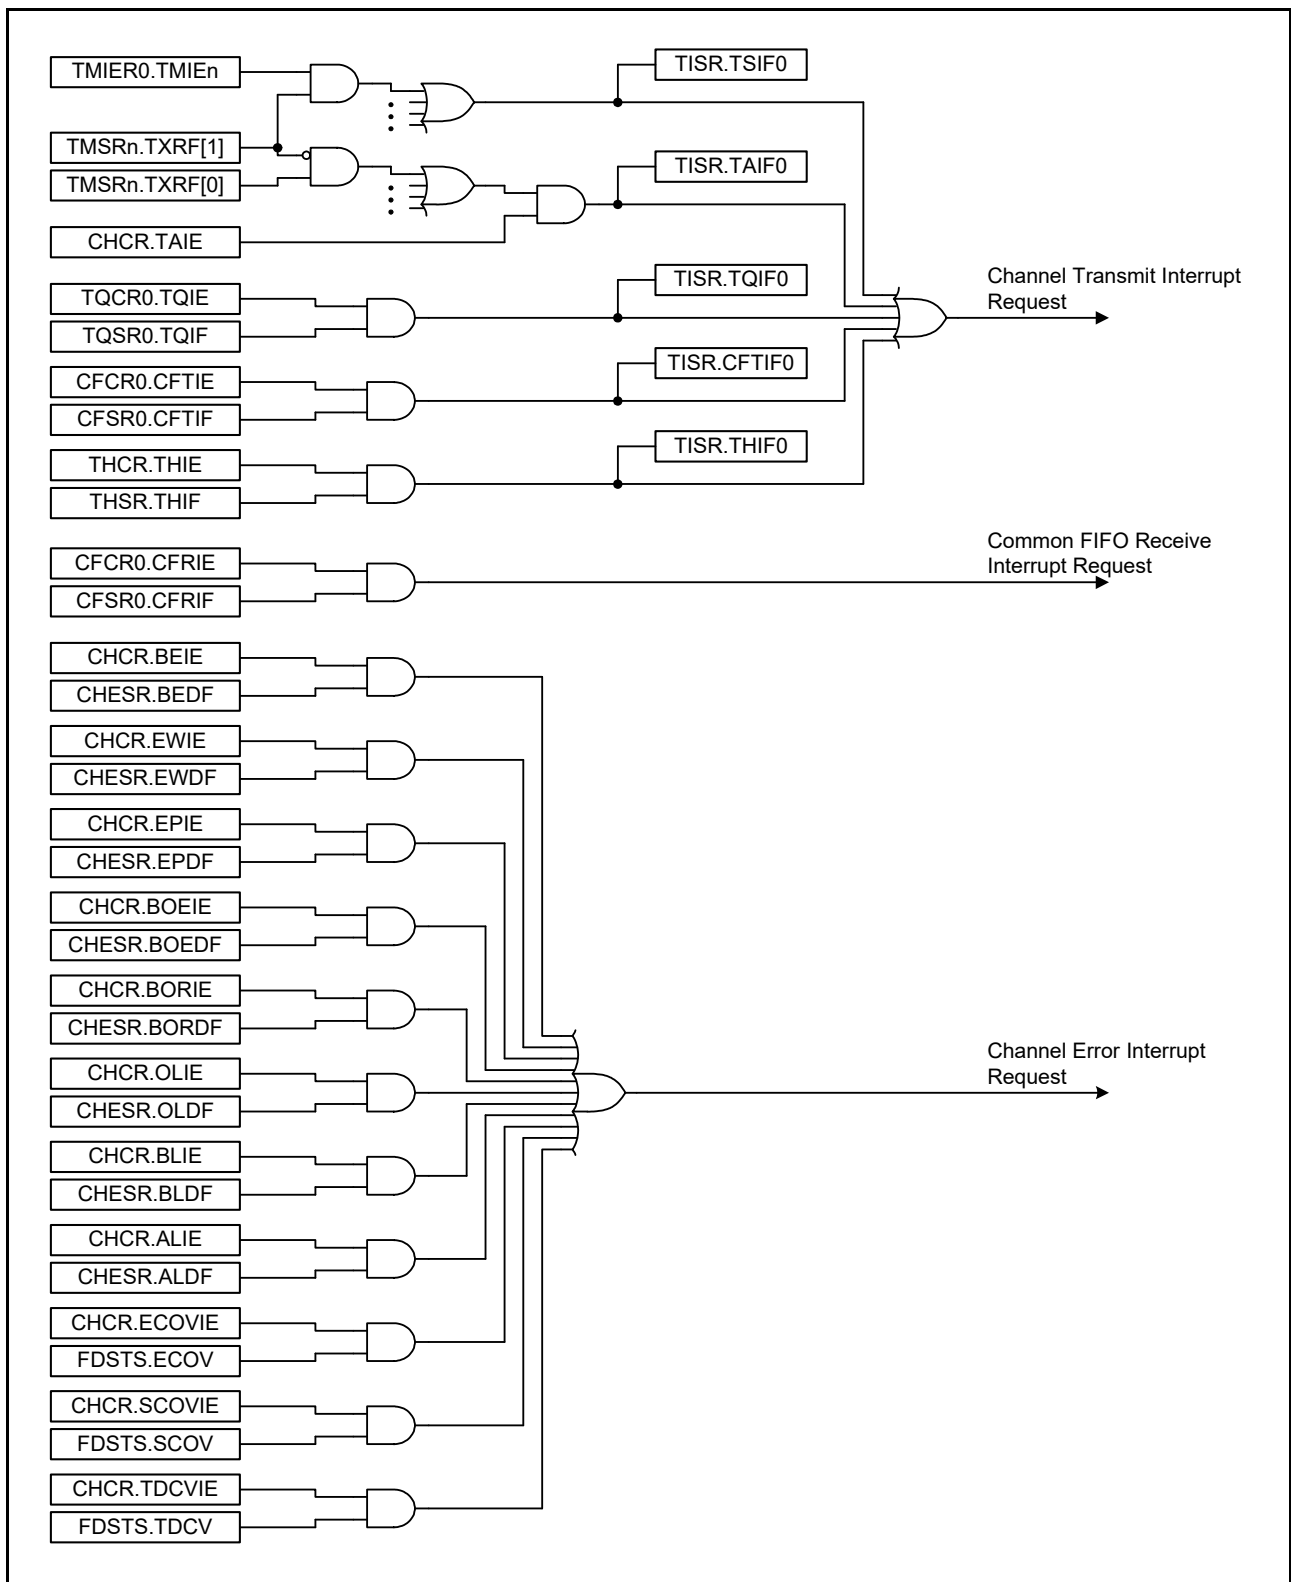 TMIER0.TMIEn
TISR.TSIF0
TMSRn.TXRF[1]
TMSRn.TXRF[0]
TISR.TAIF0
CHCR.TAIE
TQCR0.TQIE
TQSR0.TQIF
TISR.TQIF0
Channel Transmit Interrupt
Request
CFCR0.CFTIE
CFSR0.CFTIF
TISR.CFTIF0
THCR.THIE
THSR.THIF
TISR.THIF0
CFCR0.CFRIE
CFSR0.CFRIF
Common FIFO Receive
Interrupt Request
CHCR.BEIE
CHESR.BEDF
CHCR.EWIE
CHESR.EWDF
CHCR.EPIE
CHESR.EPDF
CHCR.BOEIE
CHESR.BOEDF
CHCR.BORIE
CHESR.BORDF
CHCR.OLIE
CHESR.OLDF
Channel Error Interrupt
Request
CHCR.BLIE
CHESR.BLDF
CHCR.ALIE
CHESR.ALDF
CHCR.ECOVIE
FDSTS.ECOV
CHCR.SCOVIE
FDSTS.SCOV
CHCR.TDCVIE
FDSTS.TDCV